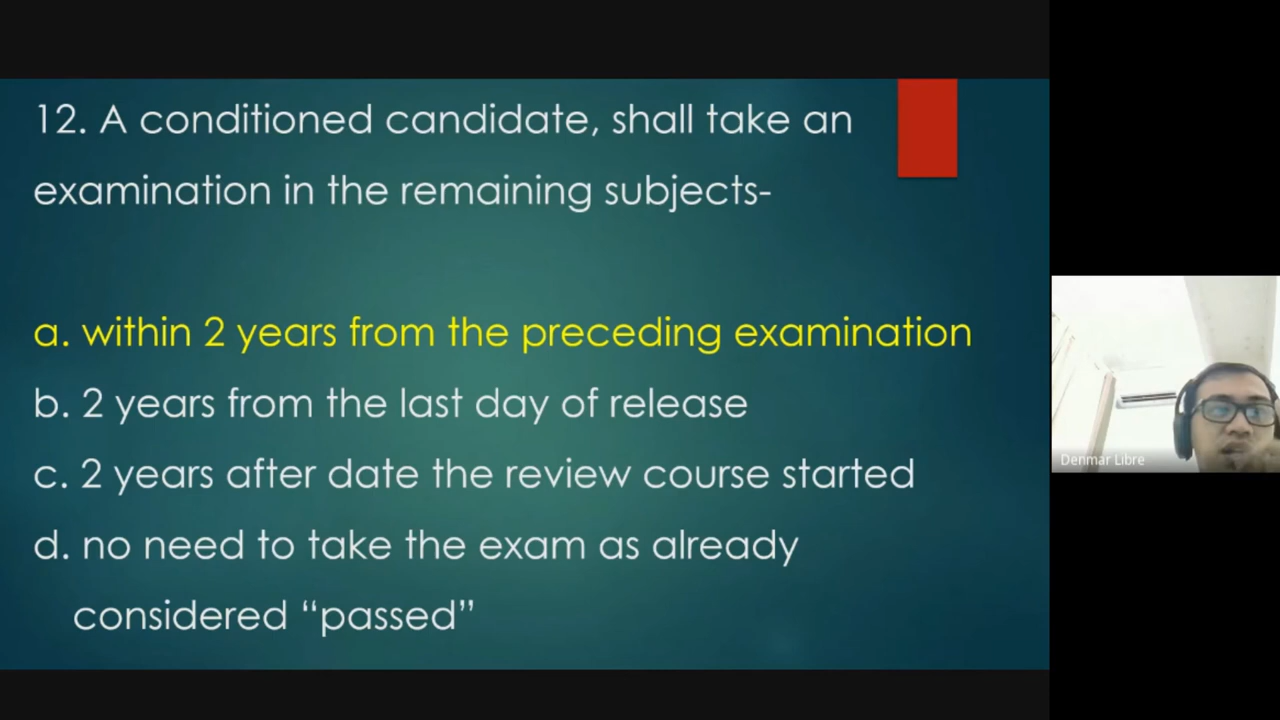 12. A conditioned candidate, shall take an
examination in the remaining subjects-
a. within 2 years from the preceding examination
b. 2 years from the last day of release
c. 2 years after date the review course started
d. no need to take the exam as already
considered “passed”
Denmar Libre